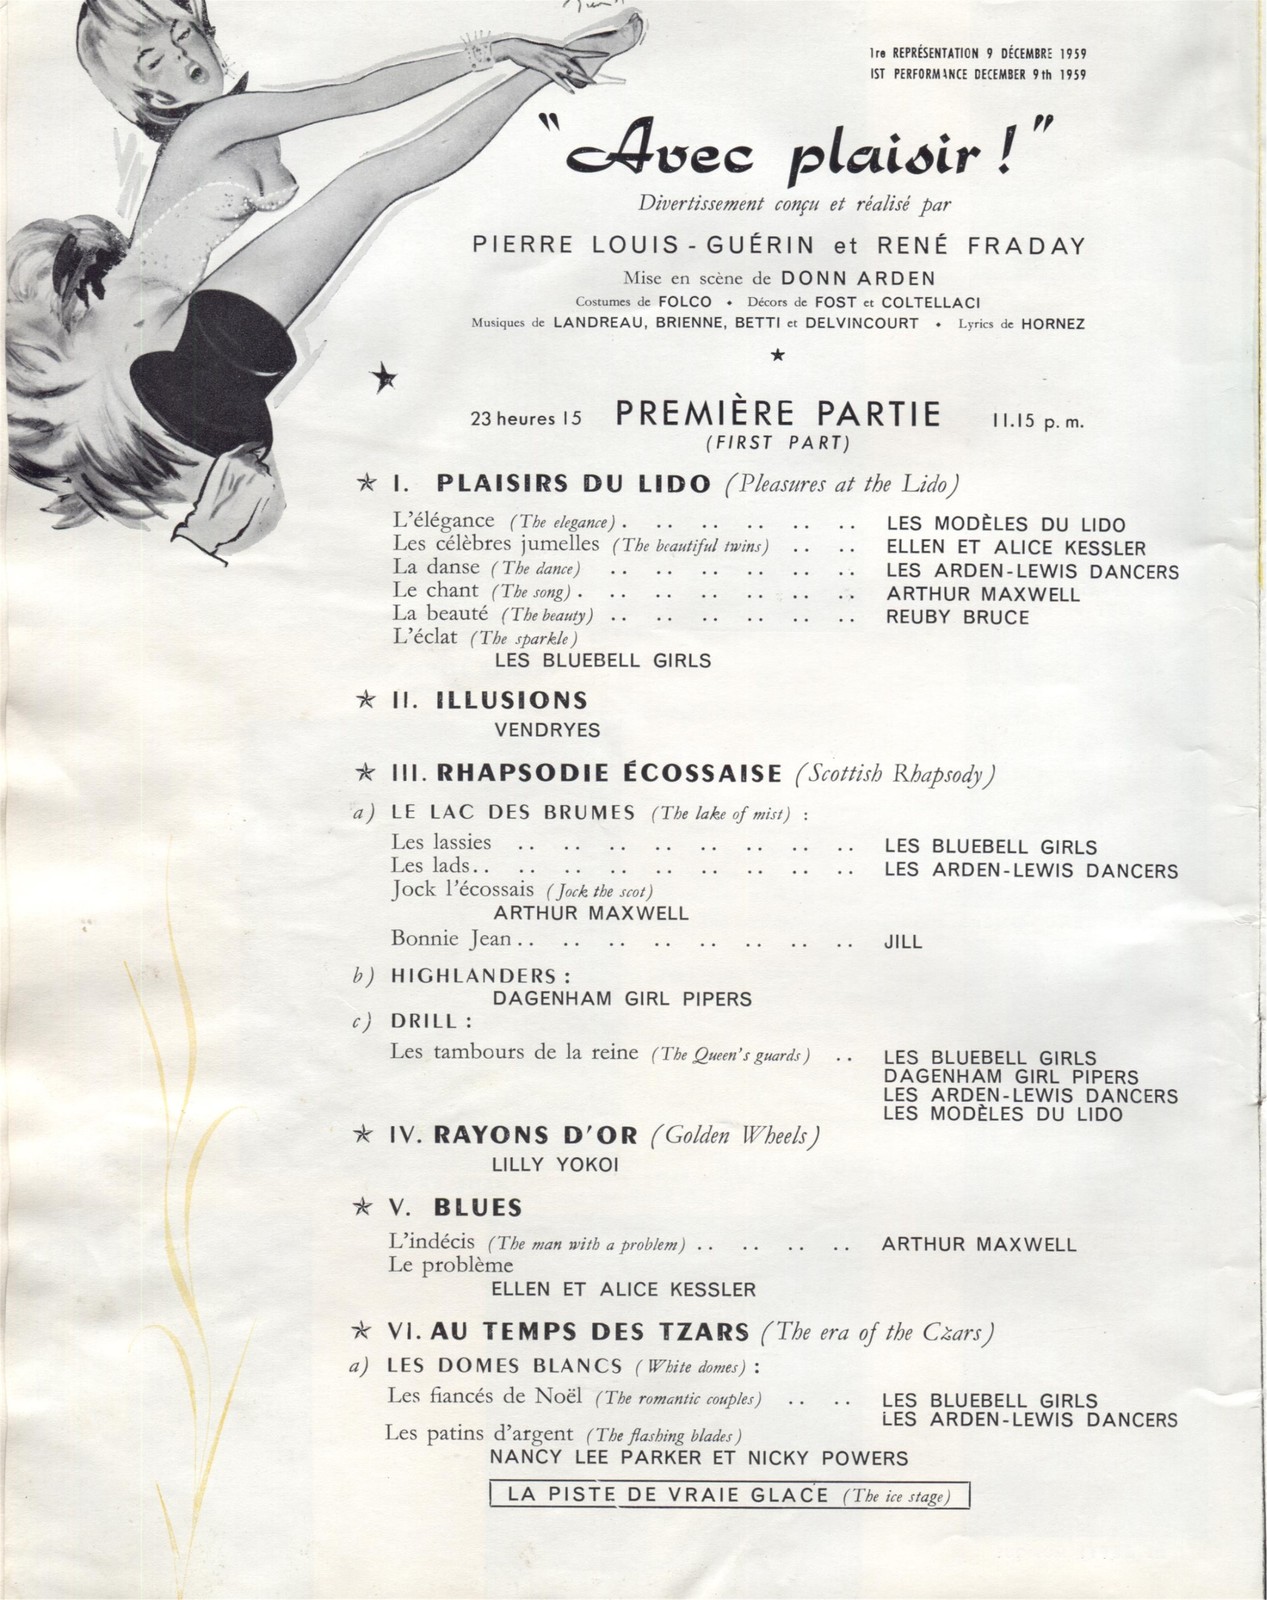 1re REPRÉSENTATION 9 DÉCEMBRE 1959
IST PERFORMANCE DECEMBER 9th 1959
"Avec plaisir!"
Divertissement conçu et réalisé par
PIERRE LOUIS-GUÉRIN et RENÉ FRADAY
Mise en scène de DONN ARDEN
Costumes de FOLCO • Décors de FOST et COLTELLACI
Musiques de LANDREAU, BRIENNE, BETTI et DELVINCOURT • Lyrics de HORNEZ
23 heures 15 PREMIÈRE PARTIE 11.15 p. m.
(FIRST PART)
I. PLAISIRS DU LIDO (Pleasures at the Lido)
L'élégance (The elegance) . .. .. .. .. .. LES MODÈLES DU LIDO
Les célèbres jumelles (The beautiful twins) .. .. ELLEN ET ALICE KESSLER
La danse (The dance) .. .. .. .. .. .. LES ARDEN-LEWIS DANCERS
Le chant (The song) . .. .. .. .. .. .. ARTHUR MAXWELL
La beauté (The beauty) .. .. .. .. .. .. REUBY BRUCE
L'éclat (The sparkle)
LES BLUEBELL GIRLS
II. ILLUSIONS
VENDRYES
III. RHAPSODIE ÉCOSSAISE (Scottish Rhapsody)
a) LE LAC DES BRUMES (The lake of mist) :
Les lassies .. .. .. .. .. .. .. .. LES BLUEBELL GIRLS
Les lads .. .. .. .. .. .. .. .. .. LES ARDEN-LEWIS DANCERS
Jock l'écossais (Jock the scot)
ARTHUR MAXWELL
Bonnie Jean .. .. .. .. .. .. .. .. JILL
b) HIGHLANDERS :
DAGENHAM GIRL PIPERS
c) DRILL :
Les tambours de la reine (The Queen's guards) .. LES BLUEBELL GIRLS
DAGENHAM GIRL PIPERS
LES ARDEN-LEWIS DANCERS
LES MODÈLES DU LIDO
IV. RAYONS D'OR (Golden Wheels)
LILLY YOKOI
V. BLUES
L'indécis (The man with a problem) .. .. .. .. ARTHUR MAXWELL
Le problème
ELLEN ET ALICE KESSLER
VI. AU TEMPS DES TZARS (The era of the Czars)
a) LES DOMES BLANCS (White domes) :
Les fiancés de Noël (The romantic couples) .. .. LES BLUEBELL GIRLS
LES ARDEN-LEWIS DANCERS
Les patins d'argent (The flashing blades)
NANCY LEE PARKER ET NICKY POWERS
LA PISTE DE VRAIE GLACE (The ice stage)